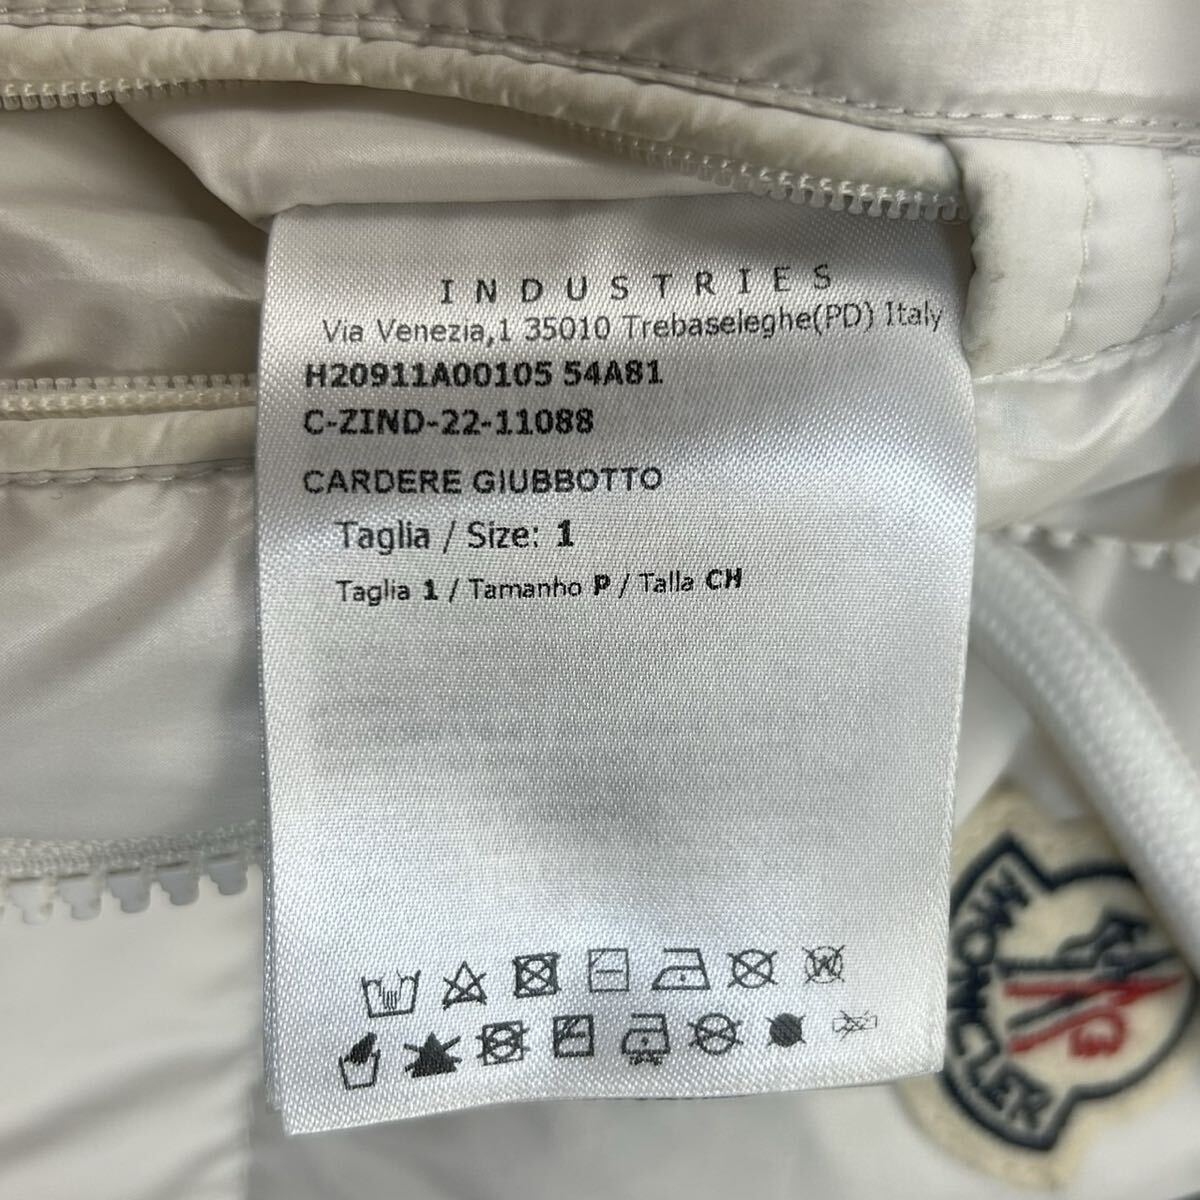 INDUSTRIES
Via Venezia,1 35010 Trebaseleghe(PD) Italy
H20911A00105 54A81
C-ZIND-22-11088
CARDERE GIUBBOTTO
Taglia / Size: 1
Taglia 1 / Tamanho P / Talla CH
W
MONCLER